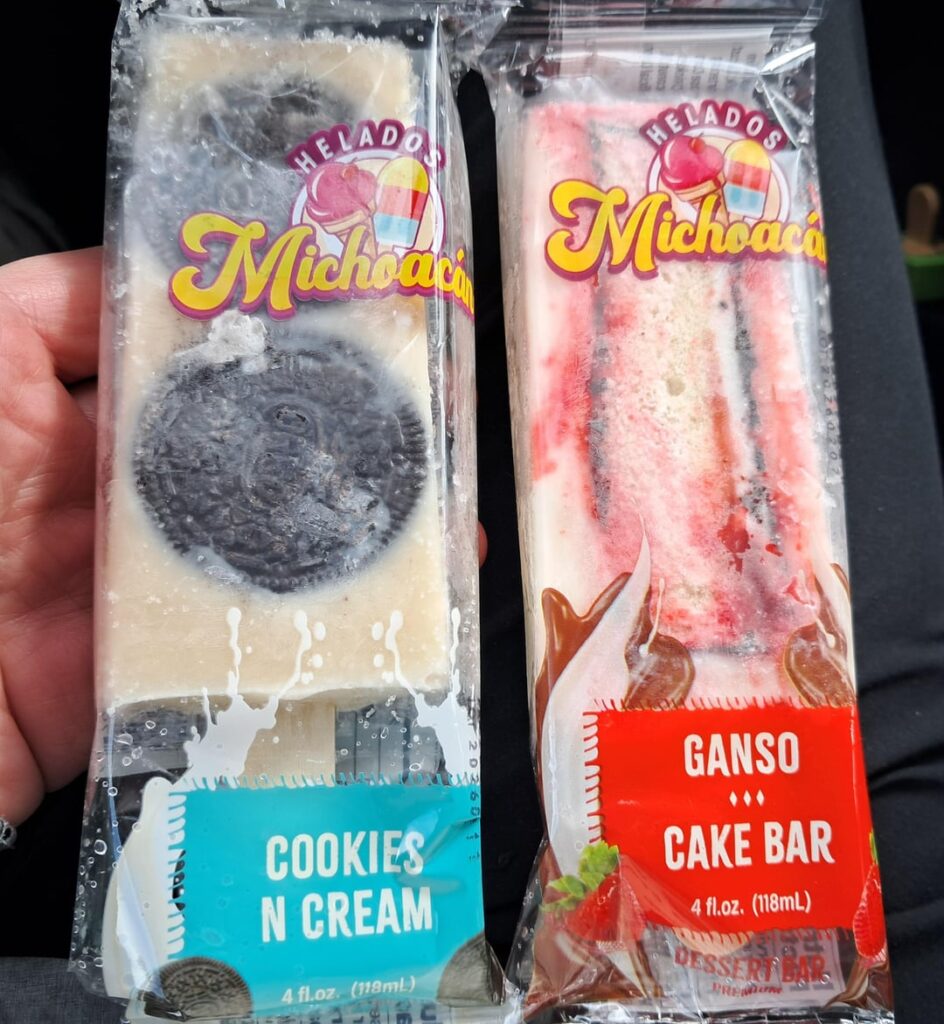 HELADOS
Michoacán
COOKIES
N CREAM
4 fl.oz. (118mL)
HELADOS
Michoacán
GANSO
CAKE BAR
4 fl.oz. (118mL)
DESSERT BAR
PREMIUM